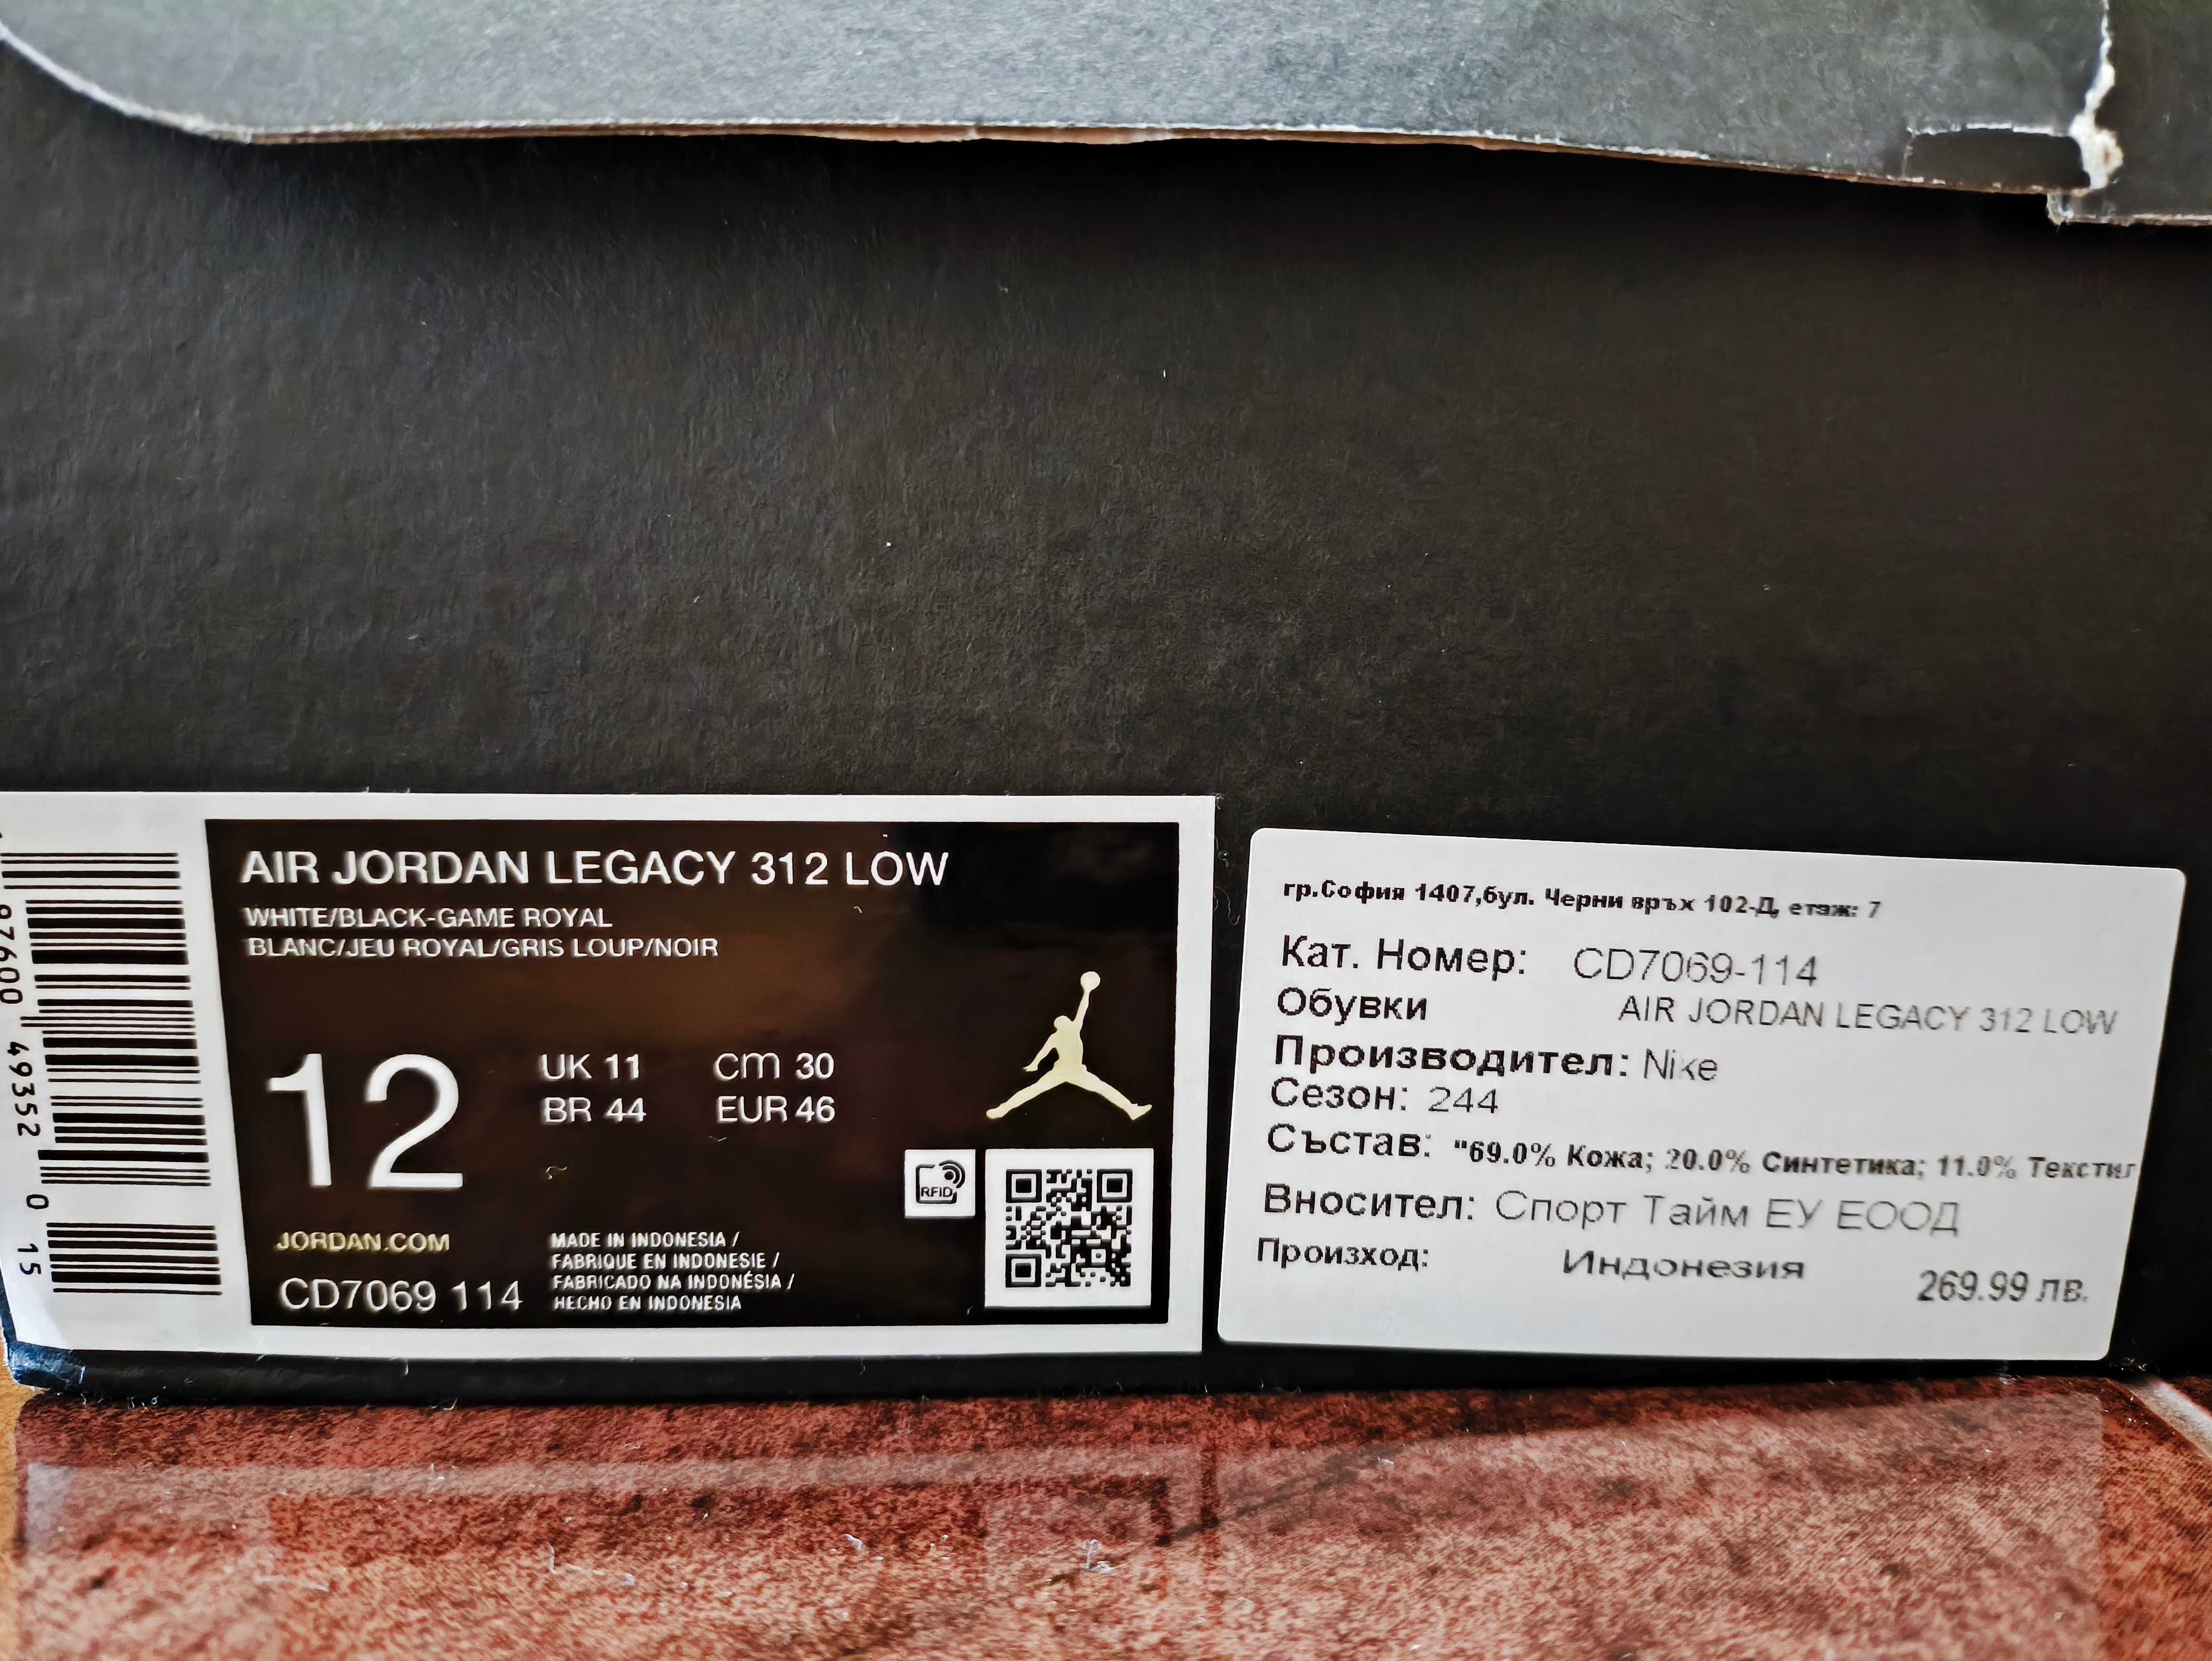 AIR JORDAN LEGACY 312 LOW
WHITE/BLACK-GAME ROYAL
BLANC/JEU ROYAL/GRIS LOUP/NOIR
12
UK 11 cm 30
BR 44 EUR 46
RFID
JORDAN.COM
CD7069 114
MADE IN INDONESIA /
FABRIQUE EN INDONESIE /
FABRICADO NA INDONÉSIA /
HECHO EN INDONESIA
97600 49352 0 15
гр.София 1407,бул. Черни връх 102-Д, етаж: 7
Кат. Номер: CD7069-114
Обувки AIR JORDAN LEGACY 312 LOW
Производител: Nike
Сезон: 244
Състав: "69.0% Кожа; 20.0% Синтетика; 11.0% Текстил
Вносител: Спорт Тайм ЕУ ЕООД
Произход: Индонезия
269.99 лв.